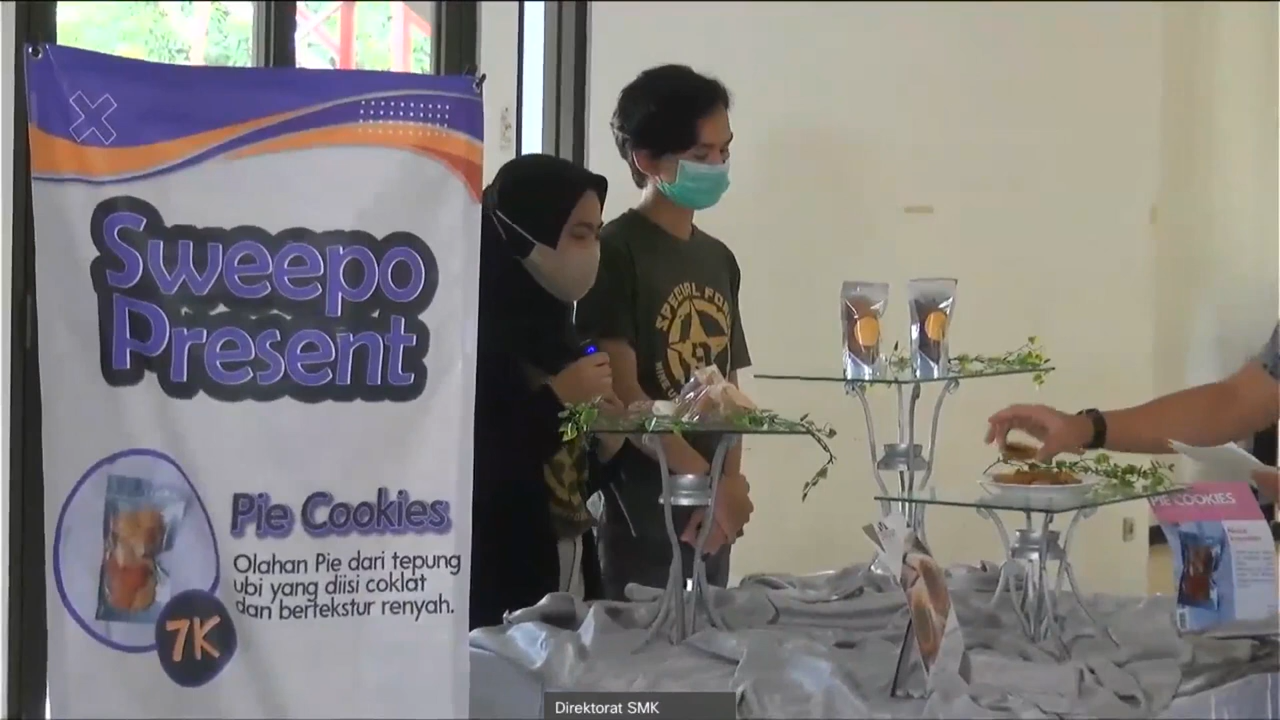 Sweepo
Present
Pie Cookies
Olahan Pie dari tepung
ubi yang diisi coklat
dan bertekstur renyah.
7K
SPECIAL
PIE COOKIES
Direktorat SMK